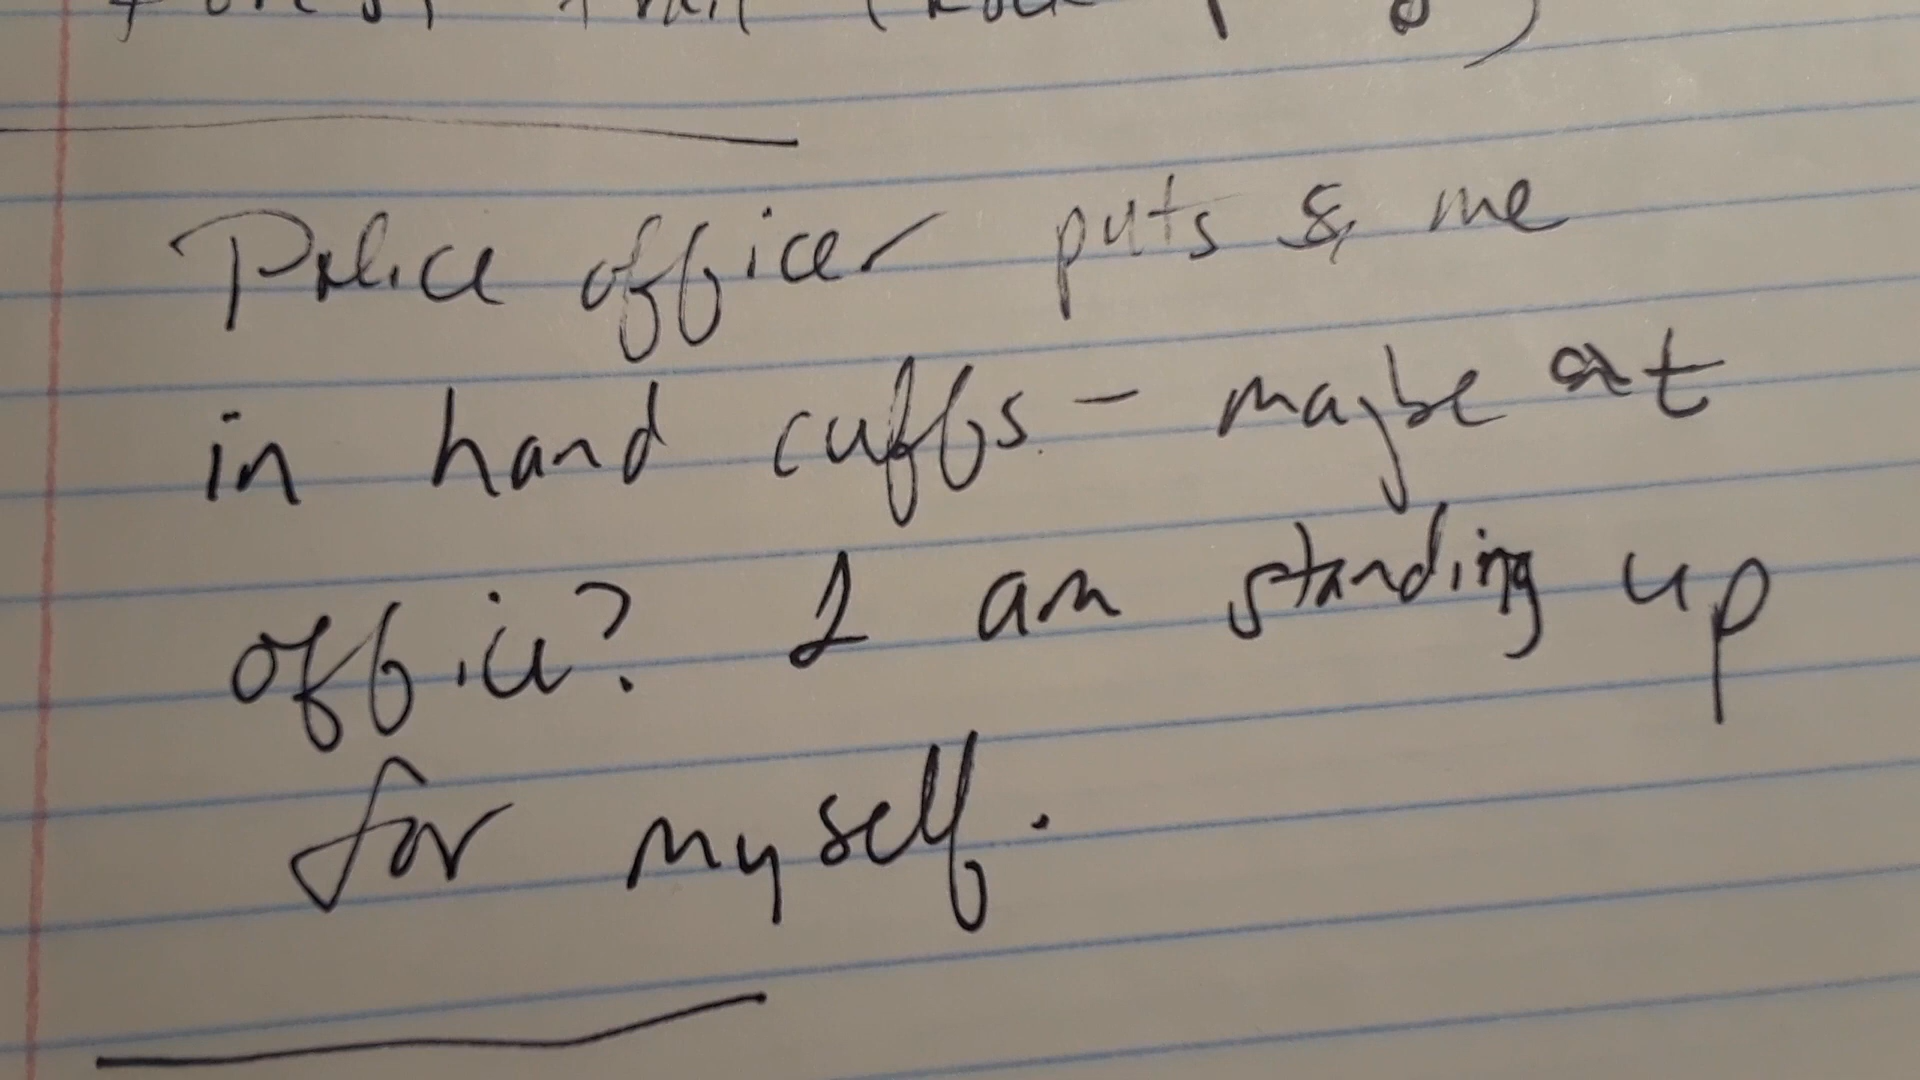 Police officer puts & me
in hand cuffs - maybe at
office? I am standing up
for myself.